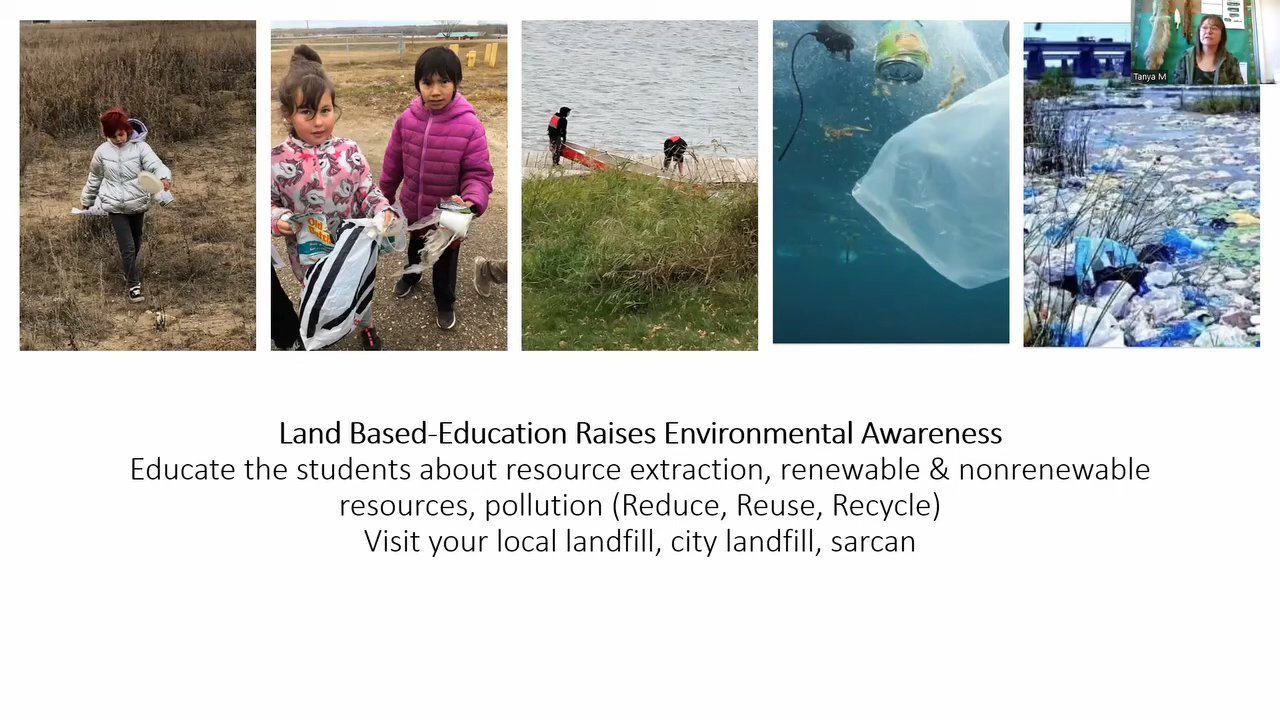 Tanya M
Land Based-Education Raises Environmental Awareness
Educate the students about resource extraction, renewable & nonrenewable
resources, pollution (Reduce, Reuse, Recycle)
Visit your local landfill, city landfill, sarcan